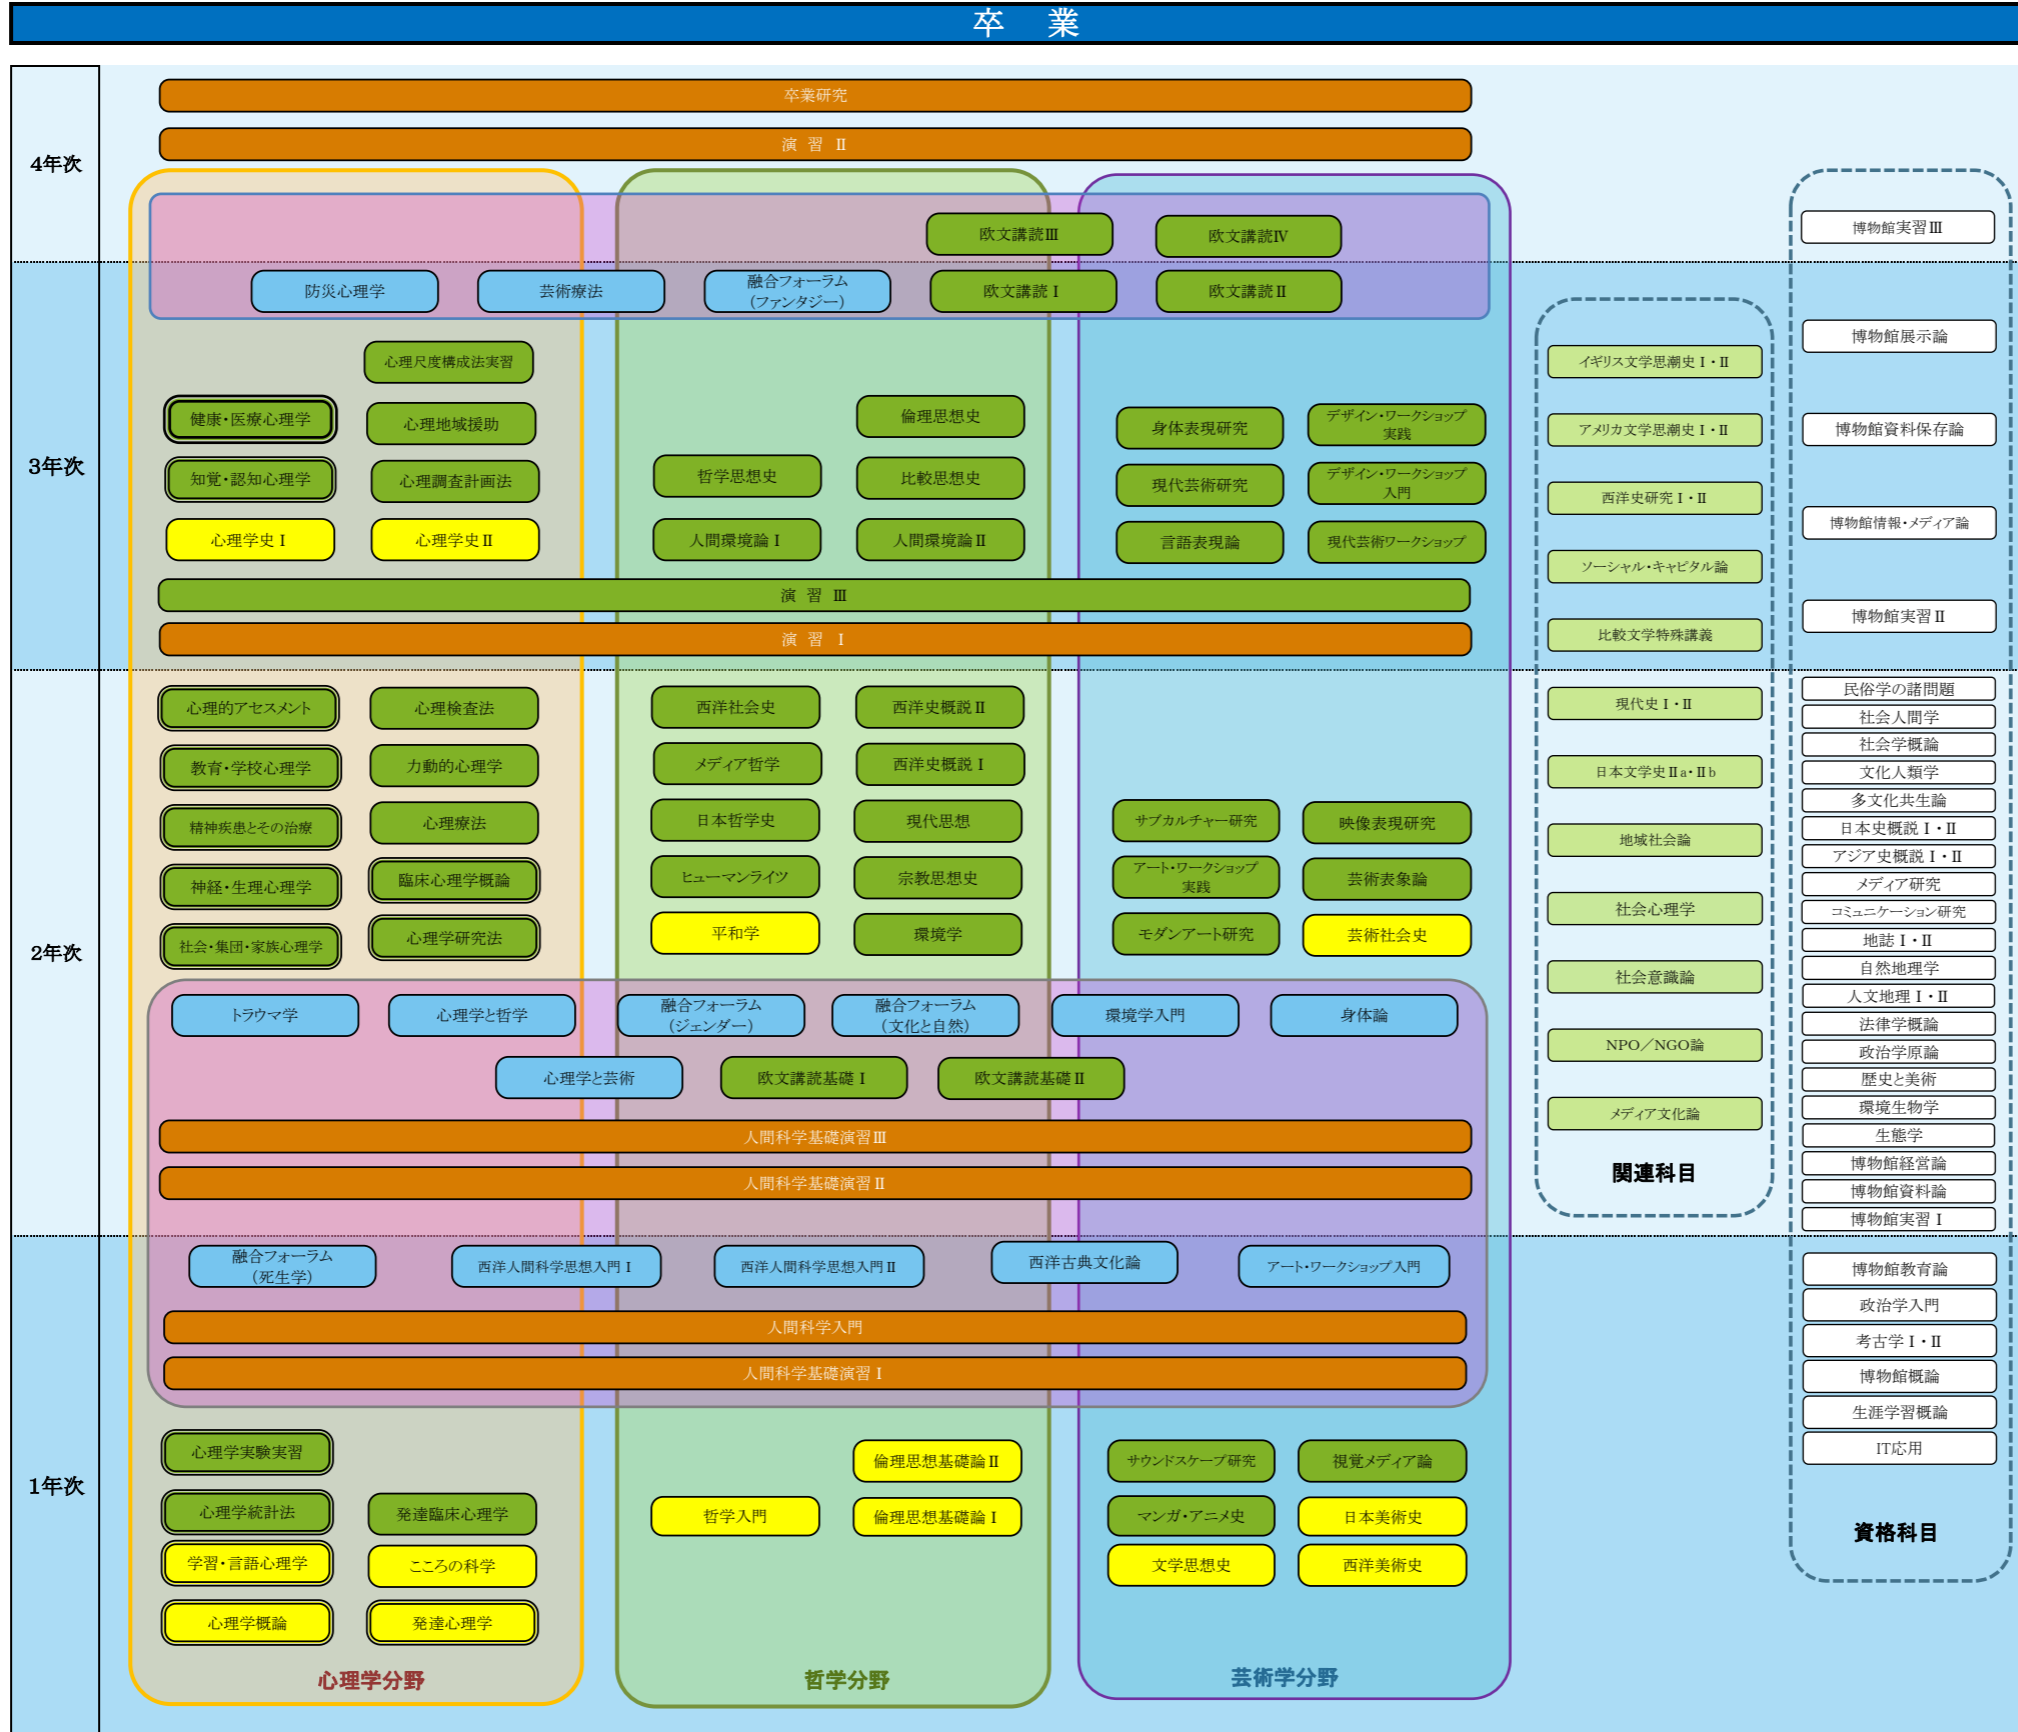 卒 業
4年次
卒業研究
演 習 Ⅱ
欧文講読Ⅲ
欧文講読Ⅳ
博物館実習Ⅲ
3年次
防災心理学
芸術療法
融合フォーラム
（ファンタジー）
欧文講読Ⅰ
欧文講読Ⅱ
心理尺度構成法実習
健康・医療心理学
心理地域援助
倫理思想史
身体表現研究
デザイン・ワークショップ
実践
知覚・認知心理学
心理調査計画法
哲学思想史
比較思想史
現代芸術研究
デザイン・ワークショップ
入門
心理学史Ⅰ
心理学史Ⅱ
人間環境論Ⅰ
人間環境論Ⅱ
言語表現論
現代芸術ワークショップ
演 習 Ⅲ
演 習 Ⅰ
イギリス文学思潮史Ⅰ・Ⅱ
アメリカ文学思潮史Ⅰ・Ⅱ
西洋史研究Ⅰ・Ⅱ
ソーシャル・キャピタル論
比較文学特殊講義
博物館展示論
博物館資料保存論
博物館情報・メディア論
博物館実習Ⅱ
2年次
心理的アセスメント
心理検査法
西洋社会史
西洋史概説Ⅱ
教育・学校心理学
力動的心理学
メディア哲学
西洋史概説Ⅰ
精神疾患とその治療
心理療法
日本哲学史
現代思想
サブカルチャー研究
映像表現研究
神経・生理心理学
臨床心理学概論
ヒューマンライツ
宗教思想史
アート・ワークショップ
実践
芸術表象論
社会・集団・家族心理学
心理学研究法
平和学
環境学
モダンアート研究
芸術社会史
トラウマ学
心理学と哲学
融合フォーラム
（ジェンダー）
融合フォーラム
（文化と自然）
環境学入門
身体論
心理学と芸術
欧文講読基礎Ⅰ
欧文講読基礎Ⅱ
人間科学基礎演習Ⅲ
人間科学基礎演習Ⅱ
現代史Ⅰ・Ⅱ
日本文学史Ⅱa・Ⅱb
地域社会論
社会心理学
社会意識論
NPO／NGO論
メディア文化論
関連科目
民俗学の諸問題
社会人間学
社会学概論
文化人類学
多文化共生論
日本史概説Ⅰ・Ⅱ
アジア史概説Ⅰ・Ⅱ
メディア研究
コミュニケーション研究
地誌Ⅰ・Ⅱ
自然地理学
人文地理Ⅰ・Ⅱ
法律学概論
政治学原論
歴史と美術
環境生物学
生態学
博物館経営論
博物館資料論
博物館実習Ⅰ
1年次
融合フォーラム
（死生学）
西洋人間科学思想入門Ⅰ
西洋人間科学思想入門Ⅱ
西洋古典文化論
アート・ワークショップ入門
人間科学入門
人間科学基礎演習Ⅰ
心理学実験実習
倫理思想基礎論Ⅱ
サウンドスケープ研究
視覚メディア論
心理学統計法
発達臨床心理学
哲学入門
倫理思想基礎論Ⅰ
マンガ・アニメ史
日本美術史
学習・言語心理学
こころの科学
文学思想史
西洋美術史
心理学概論
発達心理学
心理学分野
哲学分野
芸術学分野
博物館教育論
政治学入門
考古学Ⅰ・Ⅱ
博物館概論
生涯学習概論
IT応用
資格科目